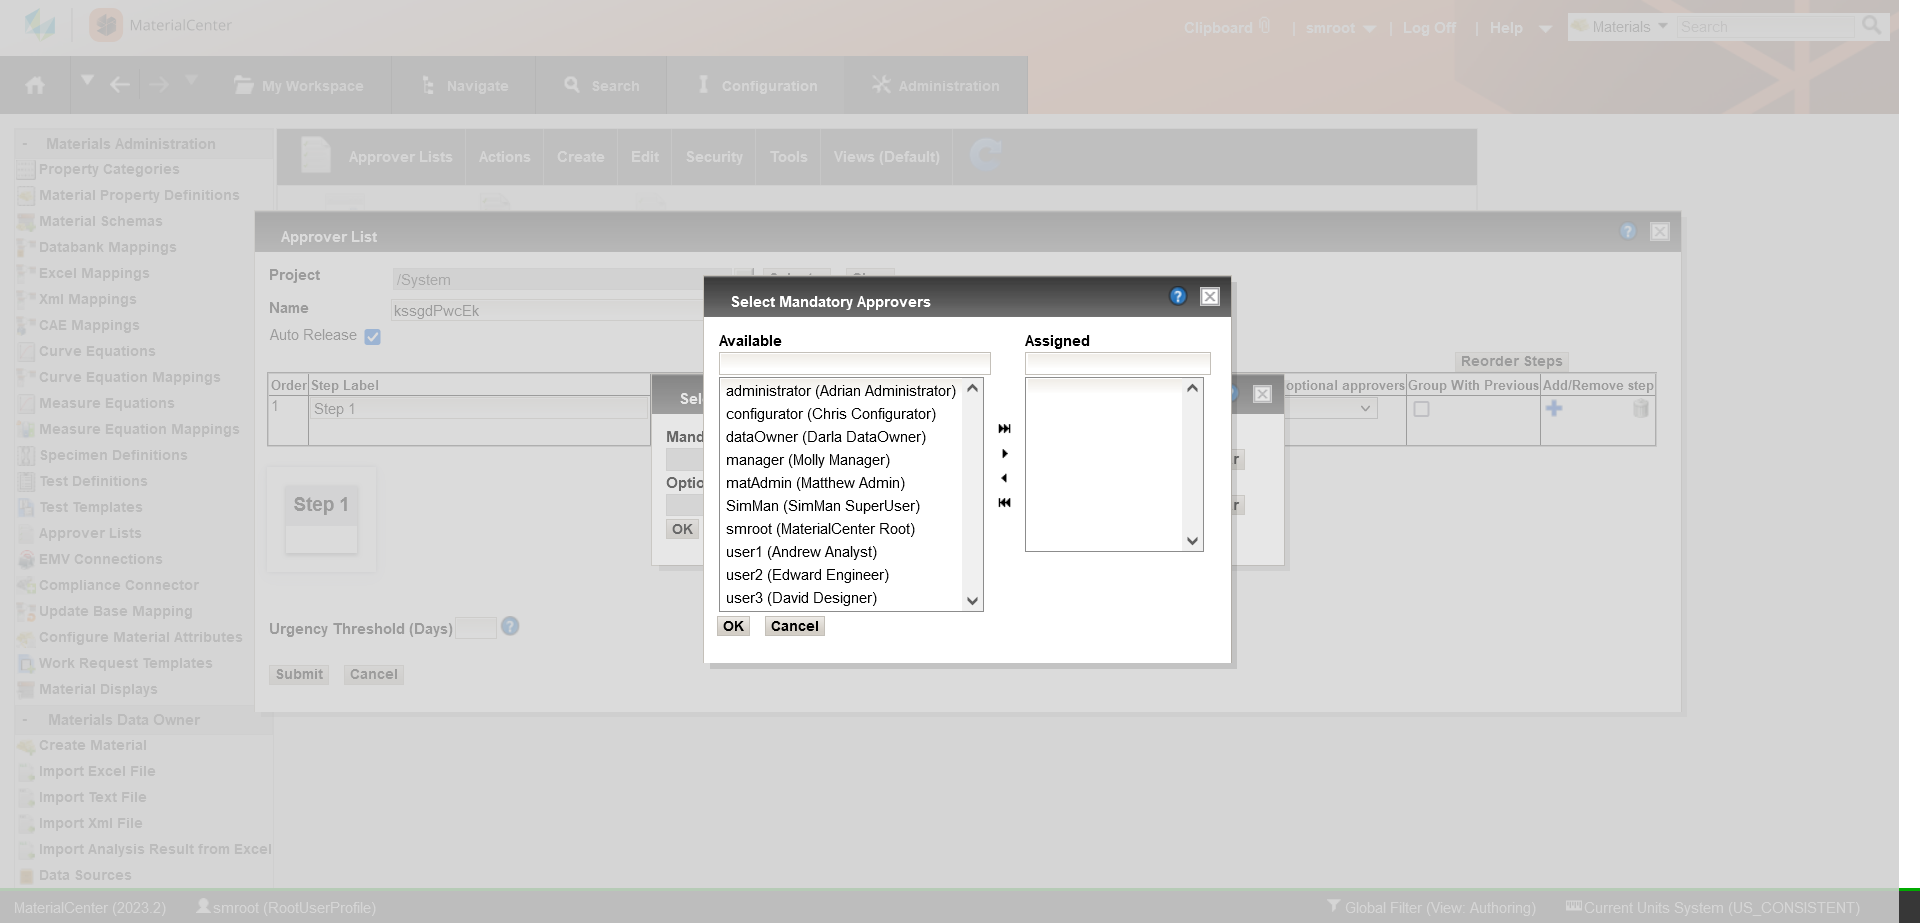 MaterialCenter
Clipboard | smroot | Log Off | Help
Materials Search
My Workspace Navigate Search Configuration Administration
- Materials Administration
Property Categories
Material Property Definitions
Material Schemas
Databank Mappings
Excel Mappings
Xml Mappings
CAE Mappings
Curve Equations
Curve Equation Mappings
Measure Equations
Measure Equation Mappings
Specimen Definitions
Test Definitions
Test Templates
Approver Lists
EMV Connections
Compliance Connector
Update Base Mapping
Configure Material Attributes
Work Request Templates
Material Displays
- Materials Data Owner
Create Material
Import Excel File
Import Text File
Import Xml File
Import Analysis Result from Excel
Data Sources
Approver Lists Actions Create Edit Security Tools Views (Default)
Approver List
Project /System
Name kssgdPwcEk
Auto Release
Reorder Steps
Order Step Label optional approvers Group With Previous Add/Remove step
1 Step 1
Step 1
Urgency Threshold (Days)
Submit Cancel
Sel
Mand
r
Optio
r
OK
Select Mandatory Approvers
Available Assigned
administrator (Adrian Administrator)
configurator (Chris Configurator)
dataOwner (Darla DataOwner)
manager (Molly Manager)
matAdmin (Matthew Admin)
SimMan (SimMan SuperUser)
smroot (MaterialCenter Root)
user1 (Andrew Analyst)
user2 (Edward Engineer)
user3 (David Designer)
OK Cancel
MaterialCenter (2023.2) smroot (RootUserProfile) Global Filter (View: Authoring) Current Units System (US_CONSISTENT)